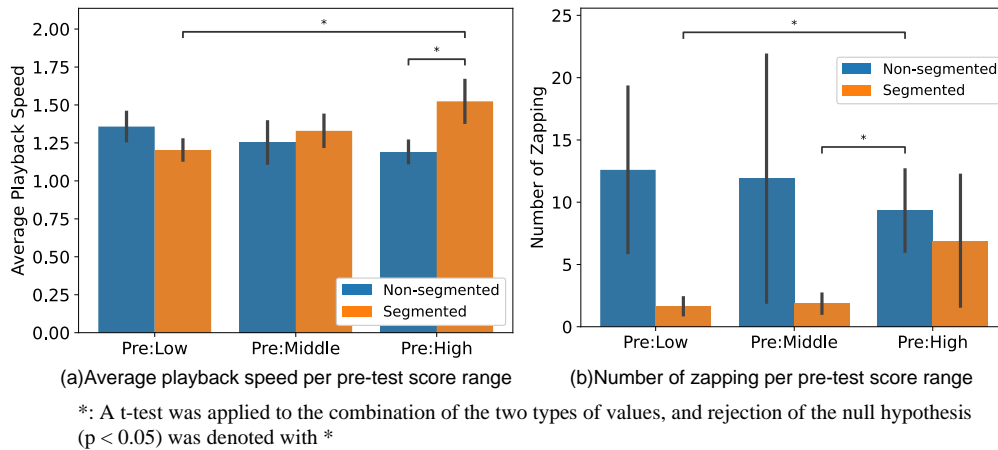 *
*
2.00
1.75
1.50
1.25
1.00
0.75
0.50
0.25
0.00
Average Playback Speed
Non-segmented
Segmented
Pre:Low
Pre:Middle
Pre:High
(a)Average playback speed per pre-test score range
*
*
25
20
15
10
5
0
Number of Zapping
Non-segmented
Segmented
Pre:Low
Pre:Middle
Pre:High
(b)Number of zapping per pre-test score range
*: A t-test was applied to the combination of the two types of values, and rejection of the null hypothesis
(p < 0.05) was denoted with *